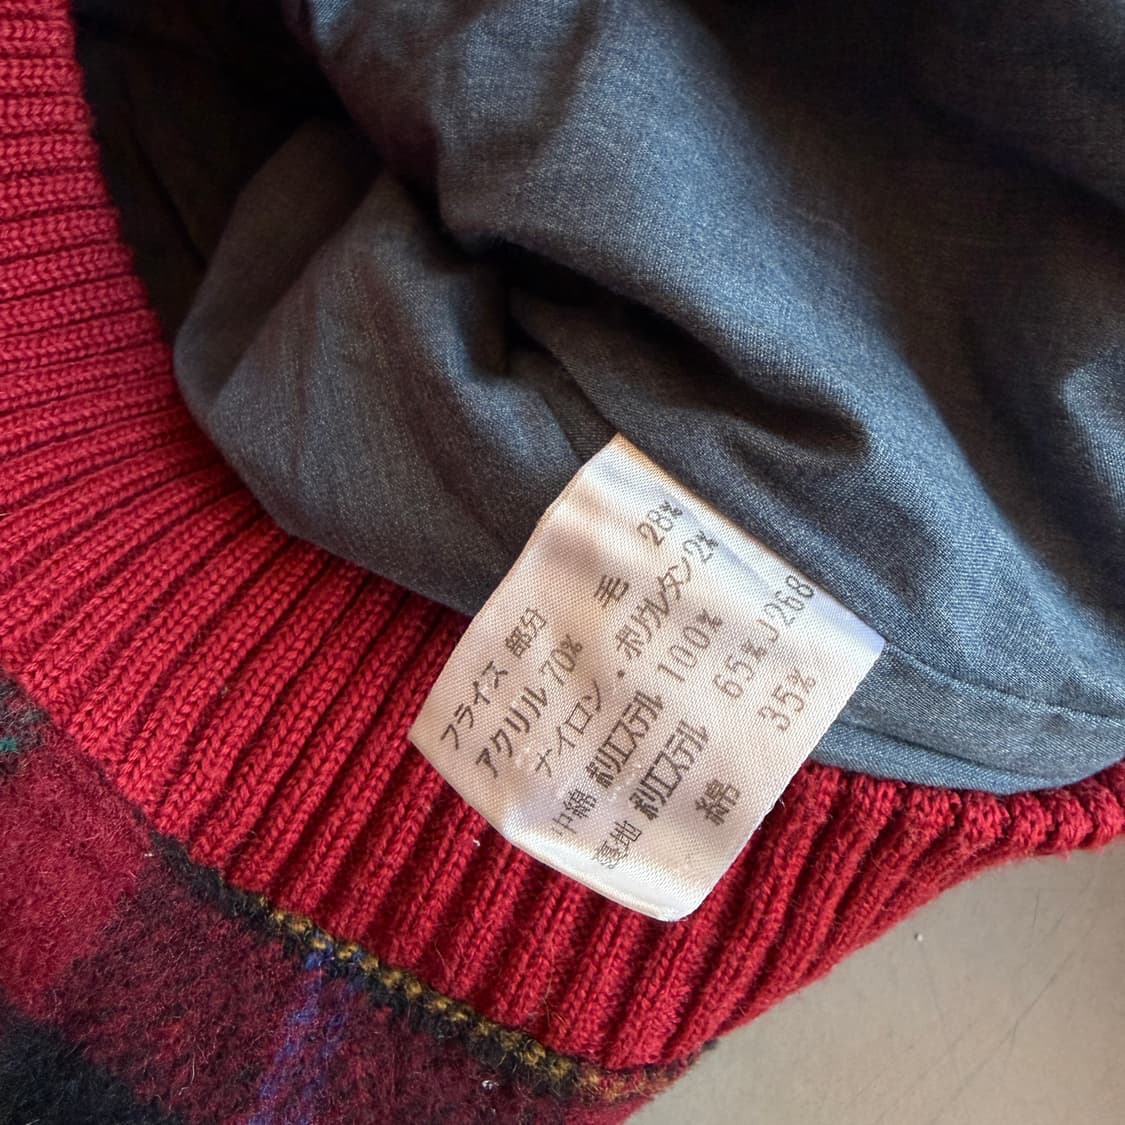 フライス 部分
アクリル 70% 毛 28%
ナイロン・ポリウレタン 2%
中綿 ポリエステル 100%
裏地 ポリエステル 65% J268
綿 35%